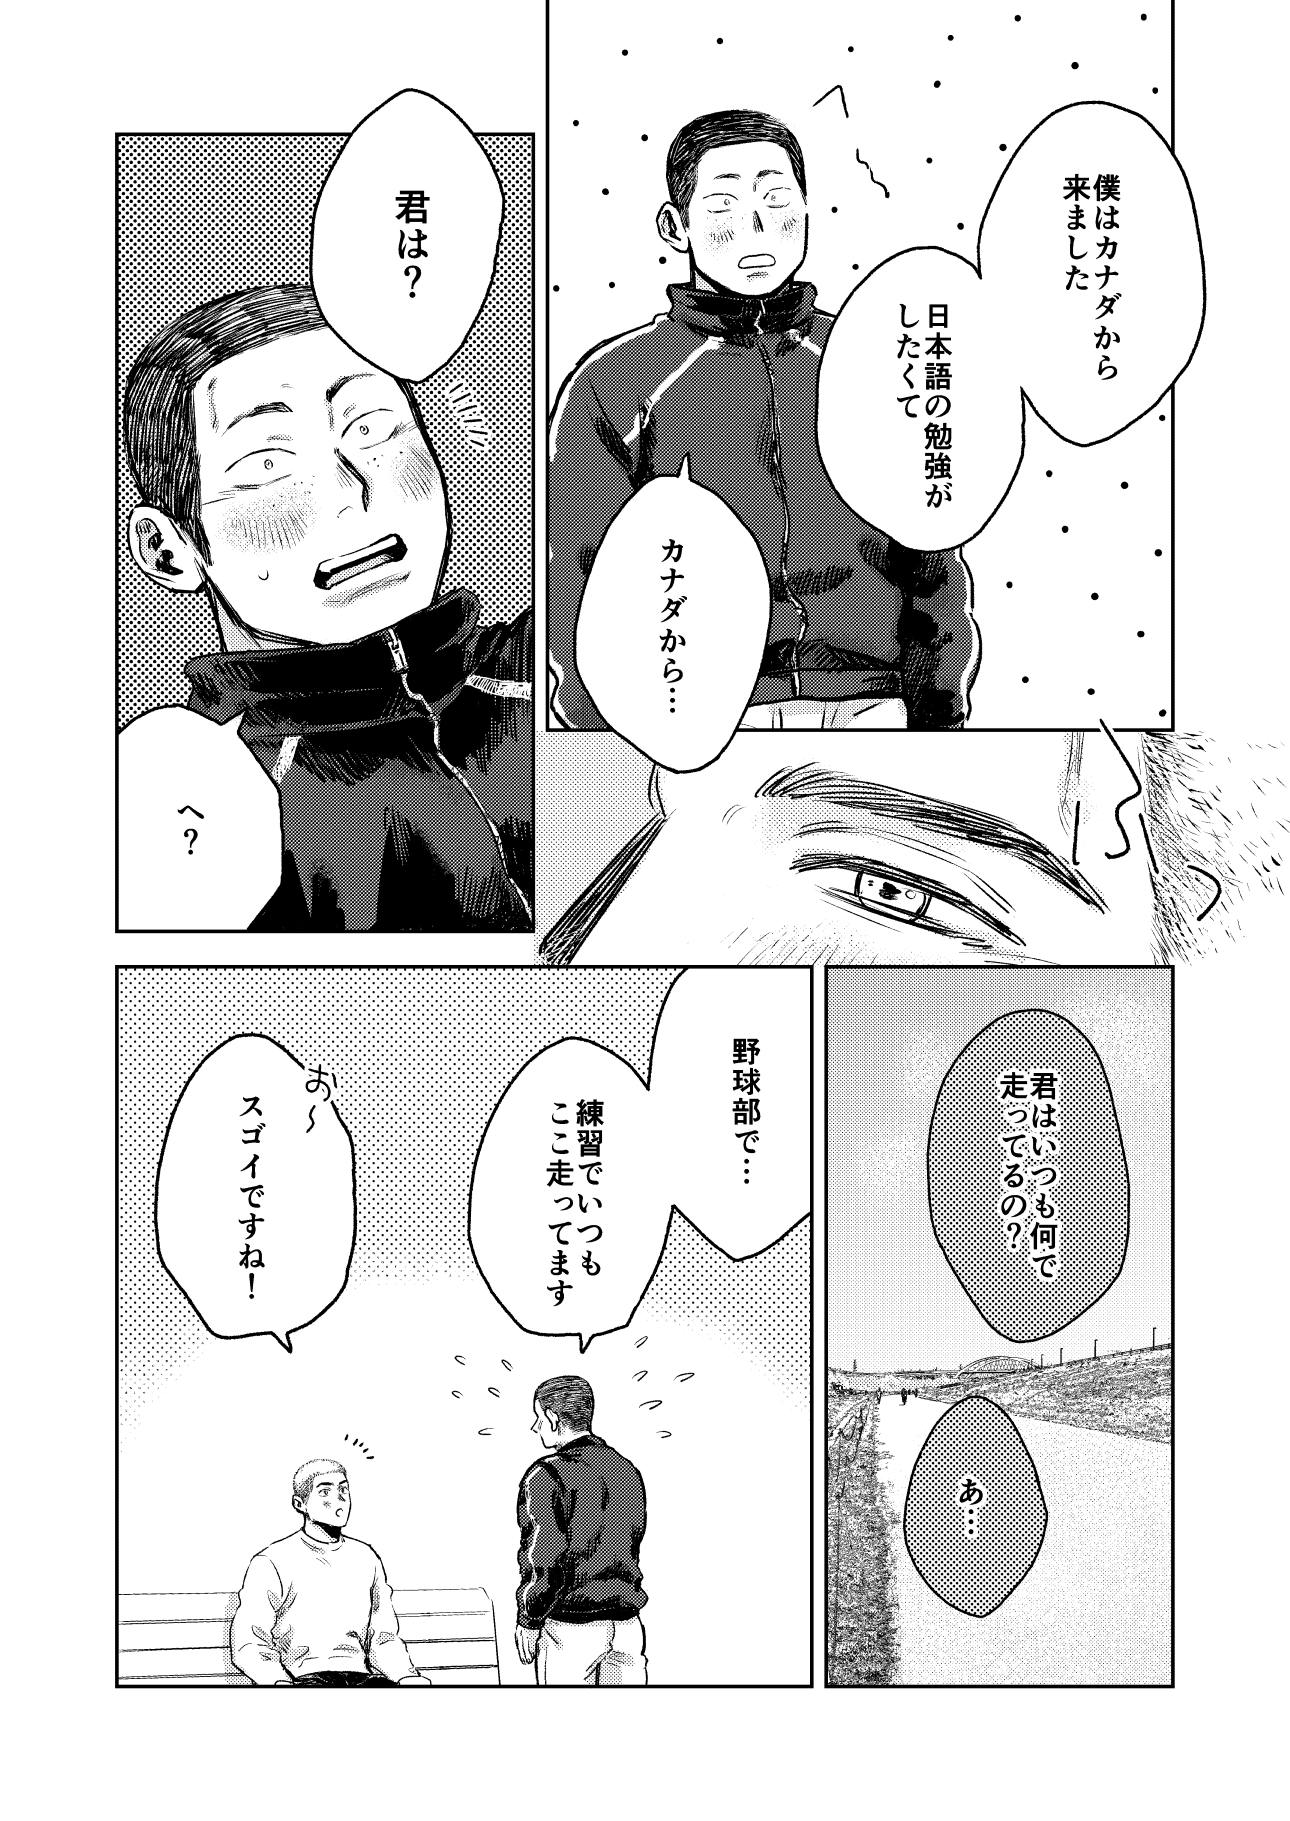 僕はカナダから
来ました
日本語の勉強が
したくて
カナダから…
君は？
へ？
君はいつも何で
走ってるの？
あ…
野球部で…
練習でいつも
ここ走ってます
お〜
スゴイですね！